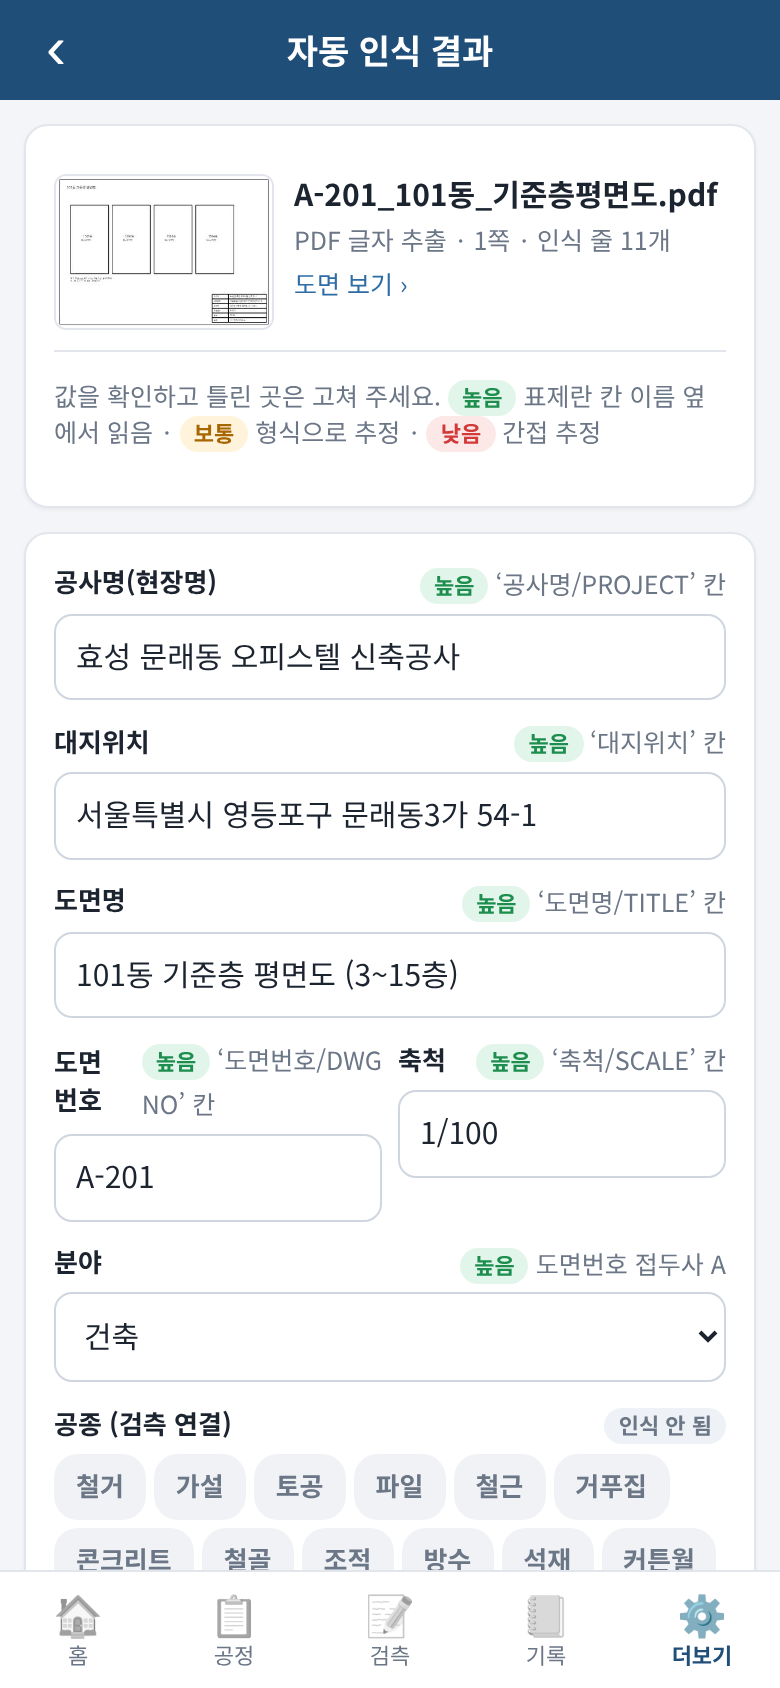 자동 인식 결과
A-201_101동_기준층평면도.pdf
PDF 글자 추출 · 1쪽 · 인식 줄 11개
도면 보기 ›
값을 확인하고 틀린 곳은 고쳐 주세요. 높음 표제란 칸 이름 옆
에서 읽음 · 보통 형식으로 추정 · 낮음 간접 추정
공사명(현장명) 높음 ‘공사명/PROJECT’ 칸
효성 문래동 오피스텔 신축공사
대지위치 높음 ‘대지위치’ 칸
서울특별시 영등포구 문래동3가 54-1
도면명 높음 ‘도면명/TITLE’ 칸
101동 기준층 평면도 (3~15층)
도면
번호
높음 ‘도면번호/DWG
NO’ 칸
A-201
축척 높음 ‘축척/SCALE’ 칸
1/100
분야 높음 도면번호 접두사 A
건축
공종 (검측 연결) 인식 안 됨
철거 가설 토공 파일 철근 거푸집
콘크리트 철골 조적 방수 석재 커튼월
홈 공정 검측 기록 더보기